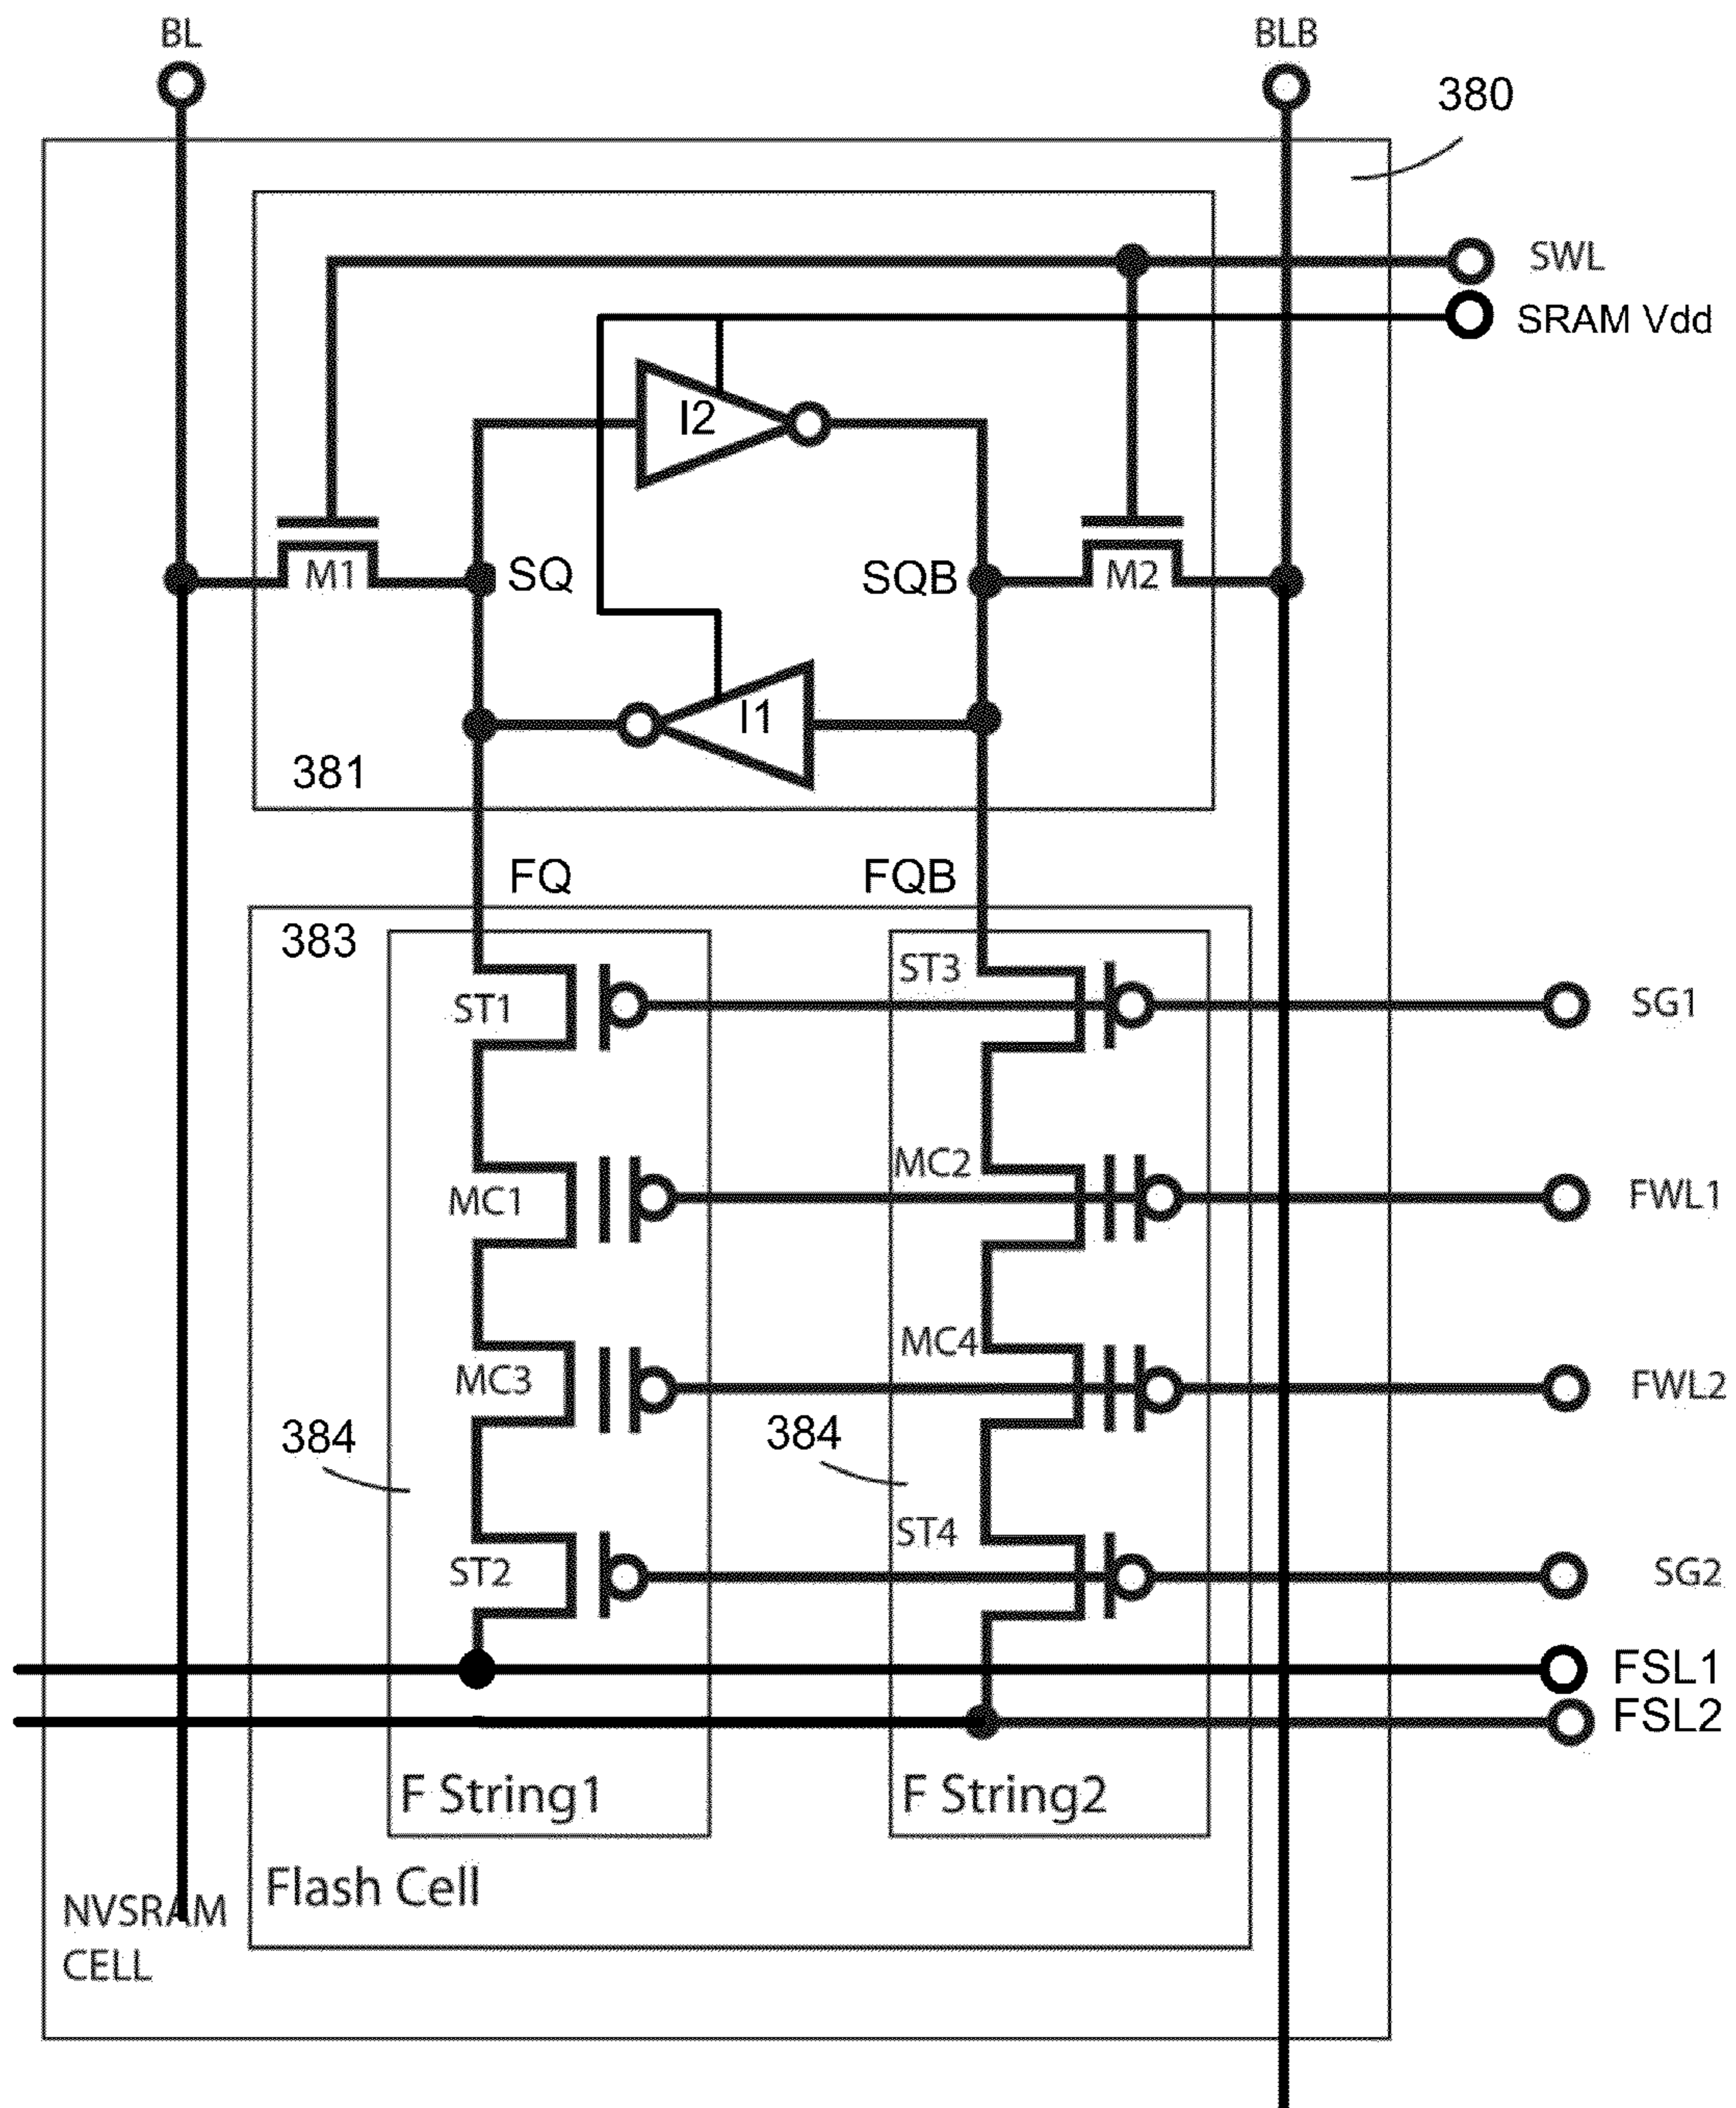 BL
BLB
380
SWL
SRAM Vdd
I2
M1
SQ
SQB
M2
I1
381
FQ
FQB
383
ST3
ST1
SG1
MC2
MC1
FWL1
MC4
MC3
FWL2
384
384
ST4
ST2
SG2
FSL1
FSL2
F String1
F String2
Flash Cell
NVSRAM
CELL